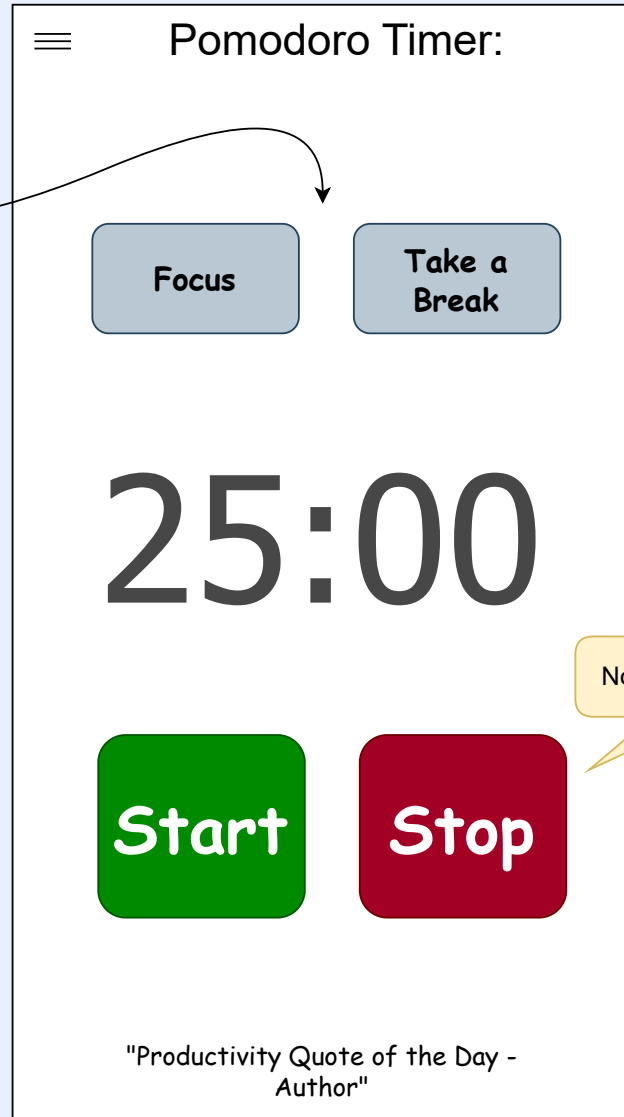 Pomodoro Timer:
Focus
Take a
Break
25:00
Start
Stop
"Productivity Quote of the Day -
Author"